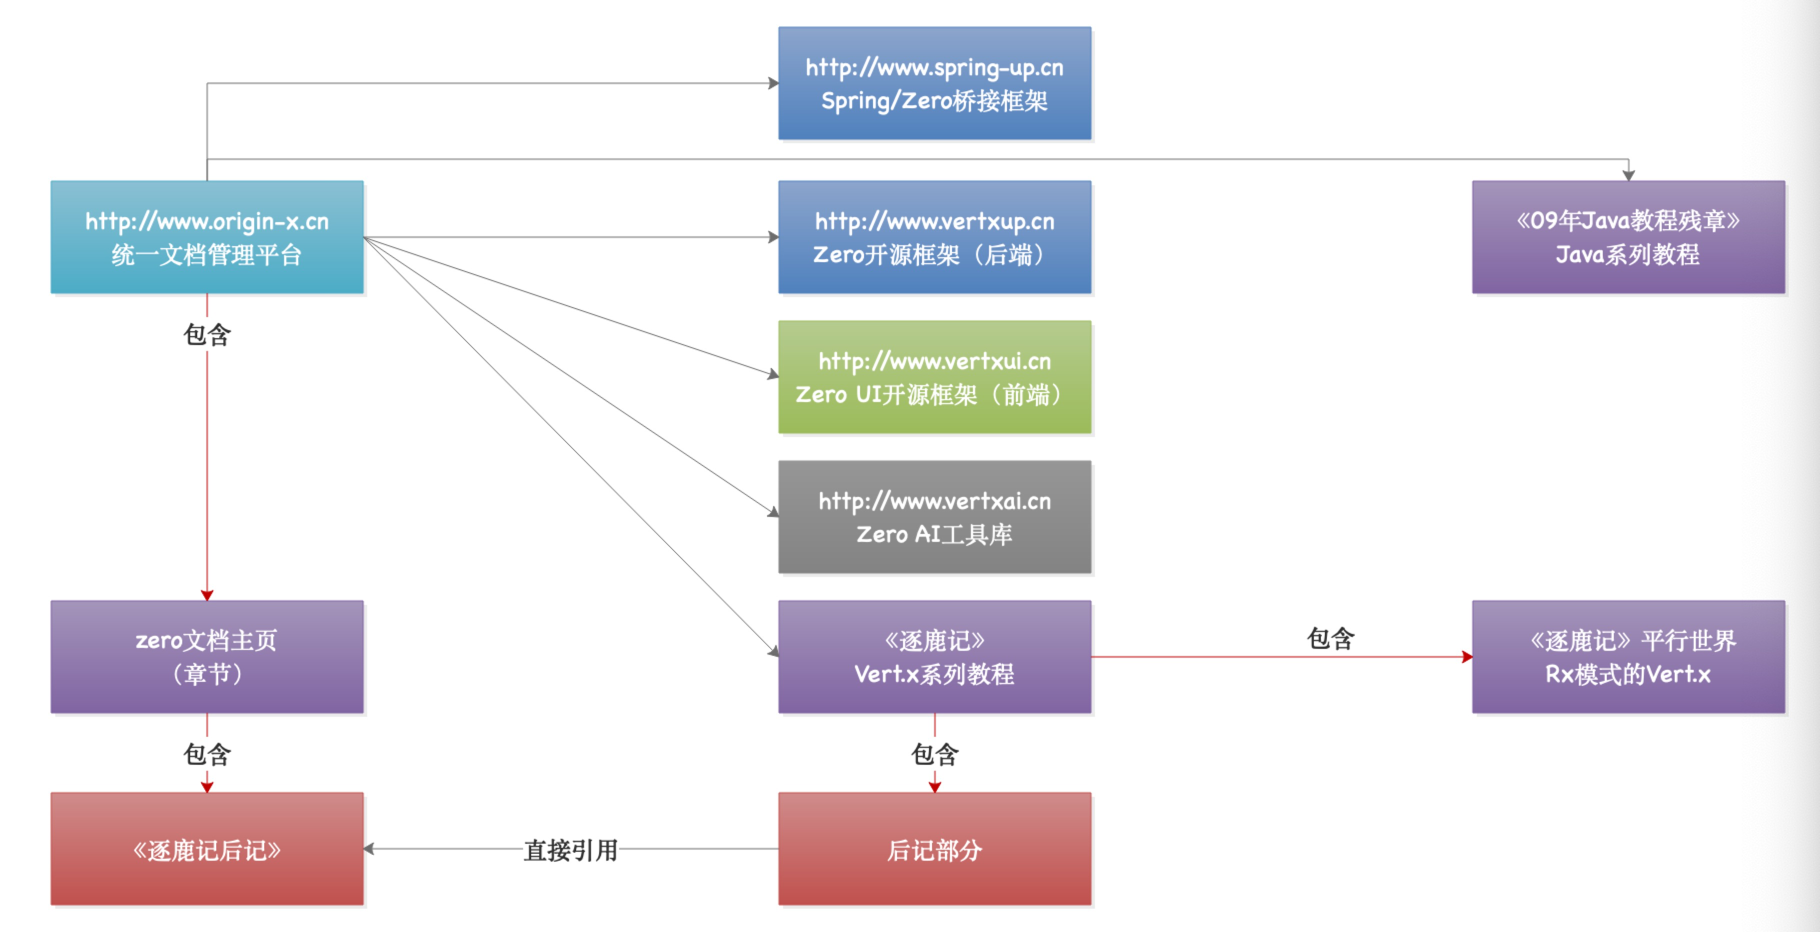 http://www.spring-up.cn
Spring/Zero桥接框架
http://www.origin-x.cn
统一文档管理平台
http://www.vertxup.cn
Zero开源框架（后端）
《09年Java教程残章》
Java系列教程
包含
http://www.vertxui.cn
Zero UI开源框架（前端）
http://www.vertxai.cn
Zero AI工具库
zero文档主页
（章节）
《逐鹿记》
Vert.x系列教程
包含
《逐鹿记》平行世界
Rx模式的Vert.x
包含
包含
《逐鹿记后记》
直接引用
后记部分